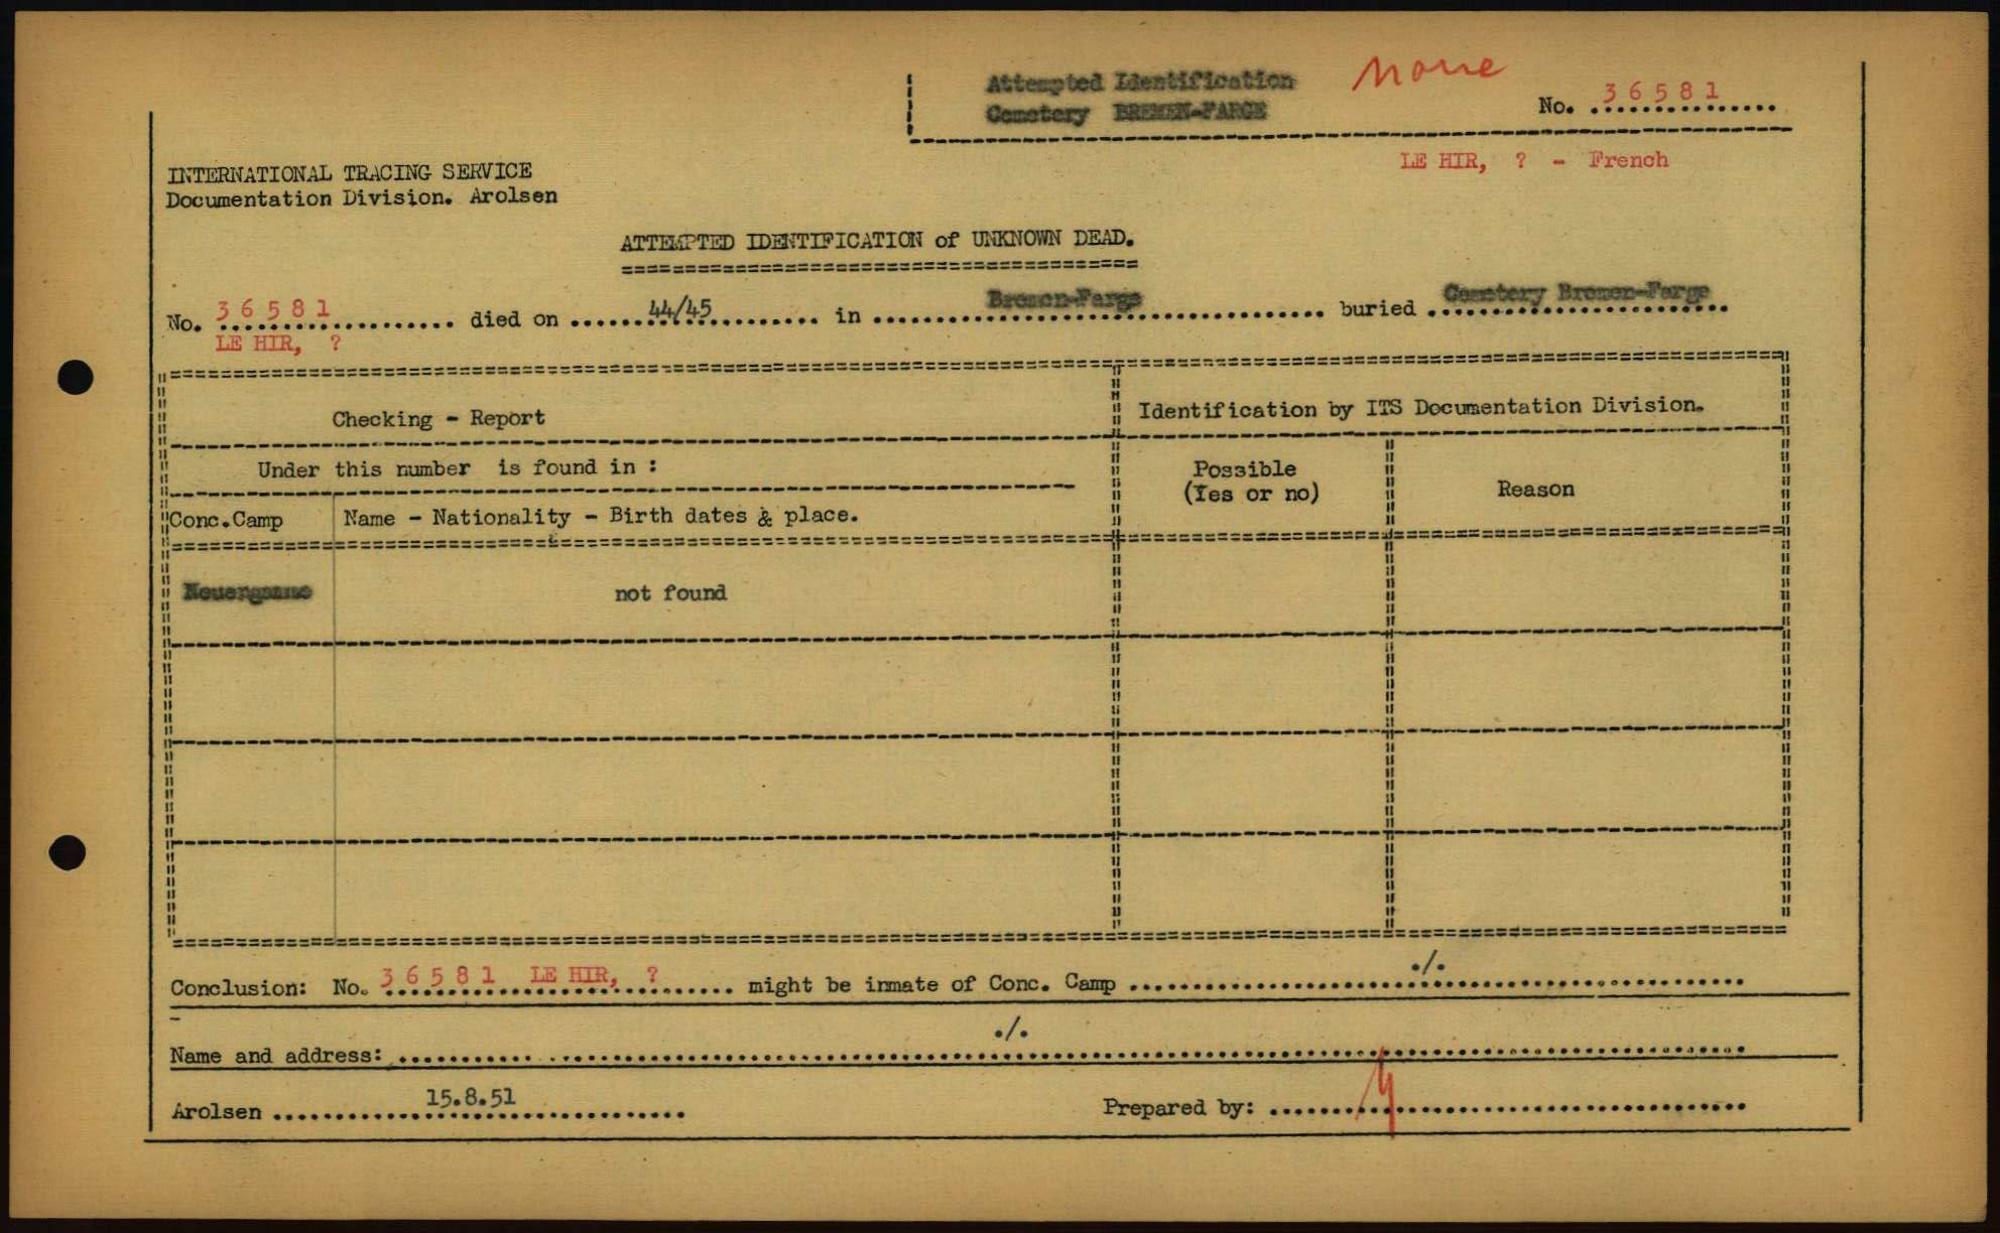 Attempted Identification
Cemetery BREMEN-FARGE
None
No. 36581
LE HIR, ? - French
INTERNATIONAL TRACING SERVICE
Documentation Division. Arolsen
ATTEMPTED IDENTIFICATION of UNKNOWN DEAD.
No. 36581 died on 44/45 in Bremen-Farge buried Cemetery Bremen-Farge
LE HIR, ?
Checking - Report
Identification by ITS Documentation Division.
Under this number is found in :
Possible
(Yes or no)
Reason
Conc.Camp
Name - Nationality - Birth dates & place.
Neuengamme
not found
Conclusion: No. 36581 LE HIR, ? might be inmate of Conc. Camp ./.
Name and address: ./.
Arolsen 15.8.51
Prepared by: